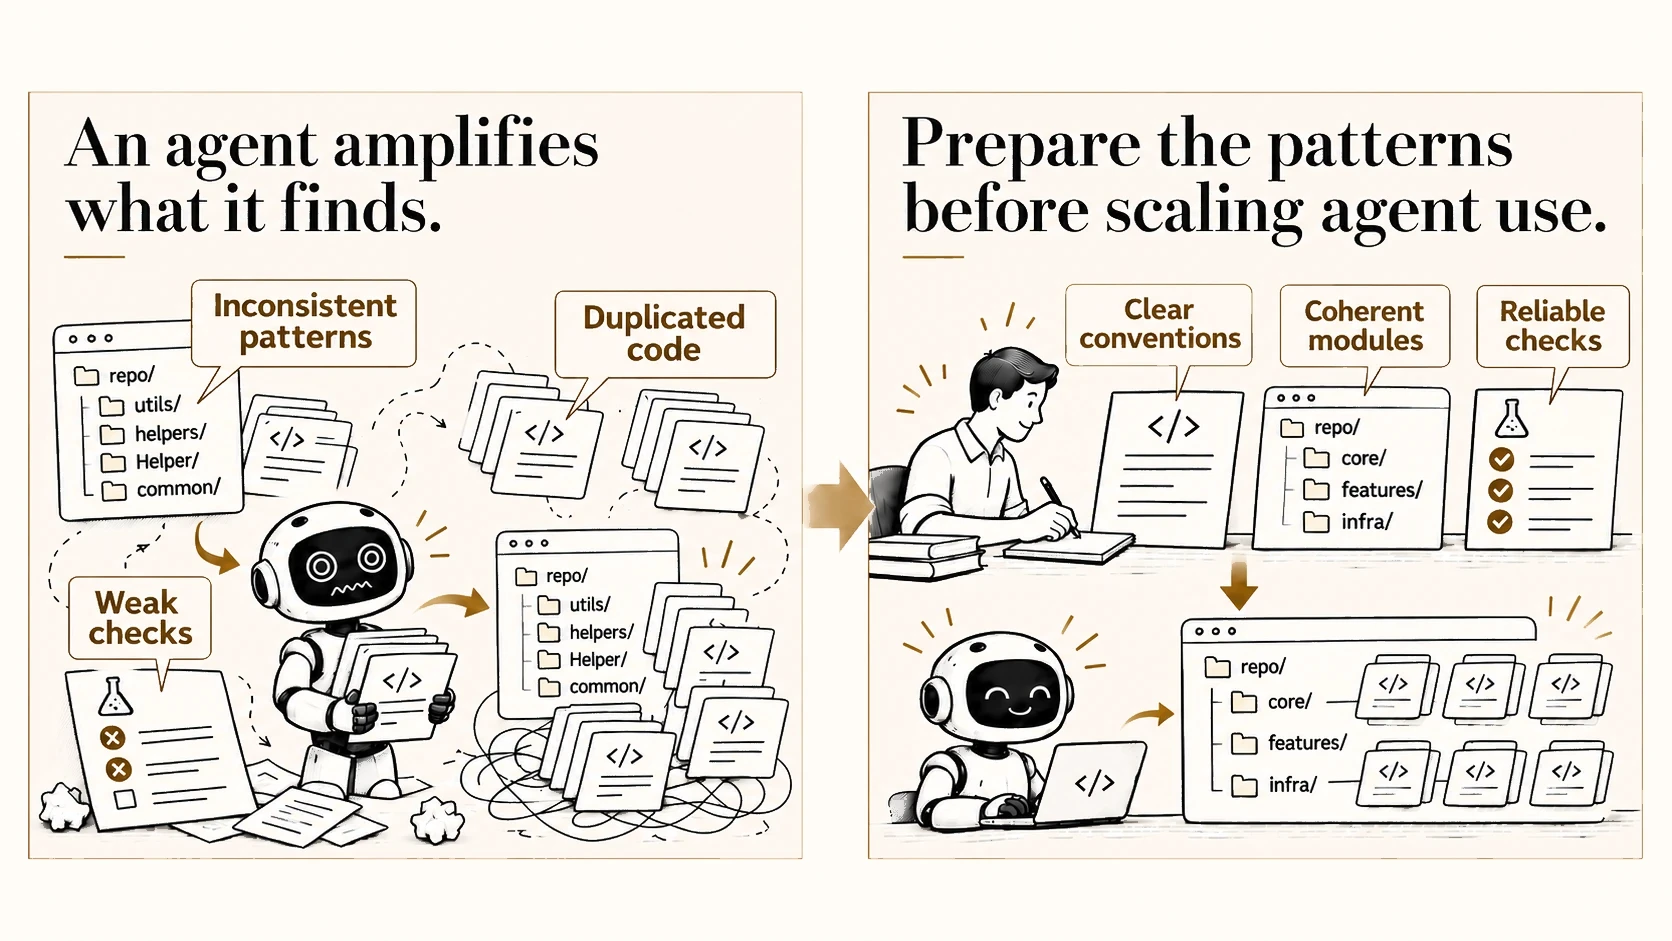 An agent amplifies
what it finds.
Inconsistent
patterns
repo/
utils/
helpers/
Helper/
common/
</>
Duplicated
code
</>
</>
Weak
checks
</>
repo/
utils/
helpers/
Helper/
common/
</>
</>
</>
Prepare the patterns
before scaling agent use.
Clear
conventions
</>
Coherent
modules
repo/
core/
features/
infra/
Reliable
checks
</>
repo/
core/
features/
infra/
</>
</>
</>
</>
</>
</>